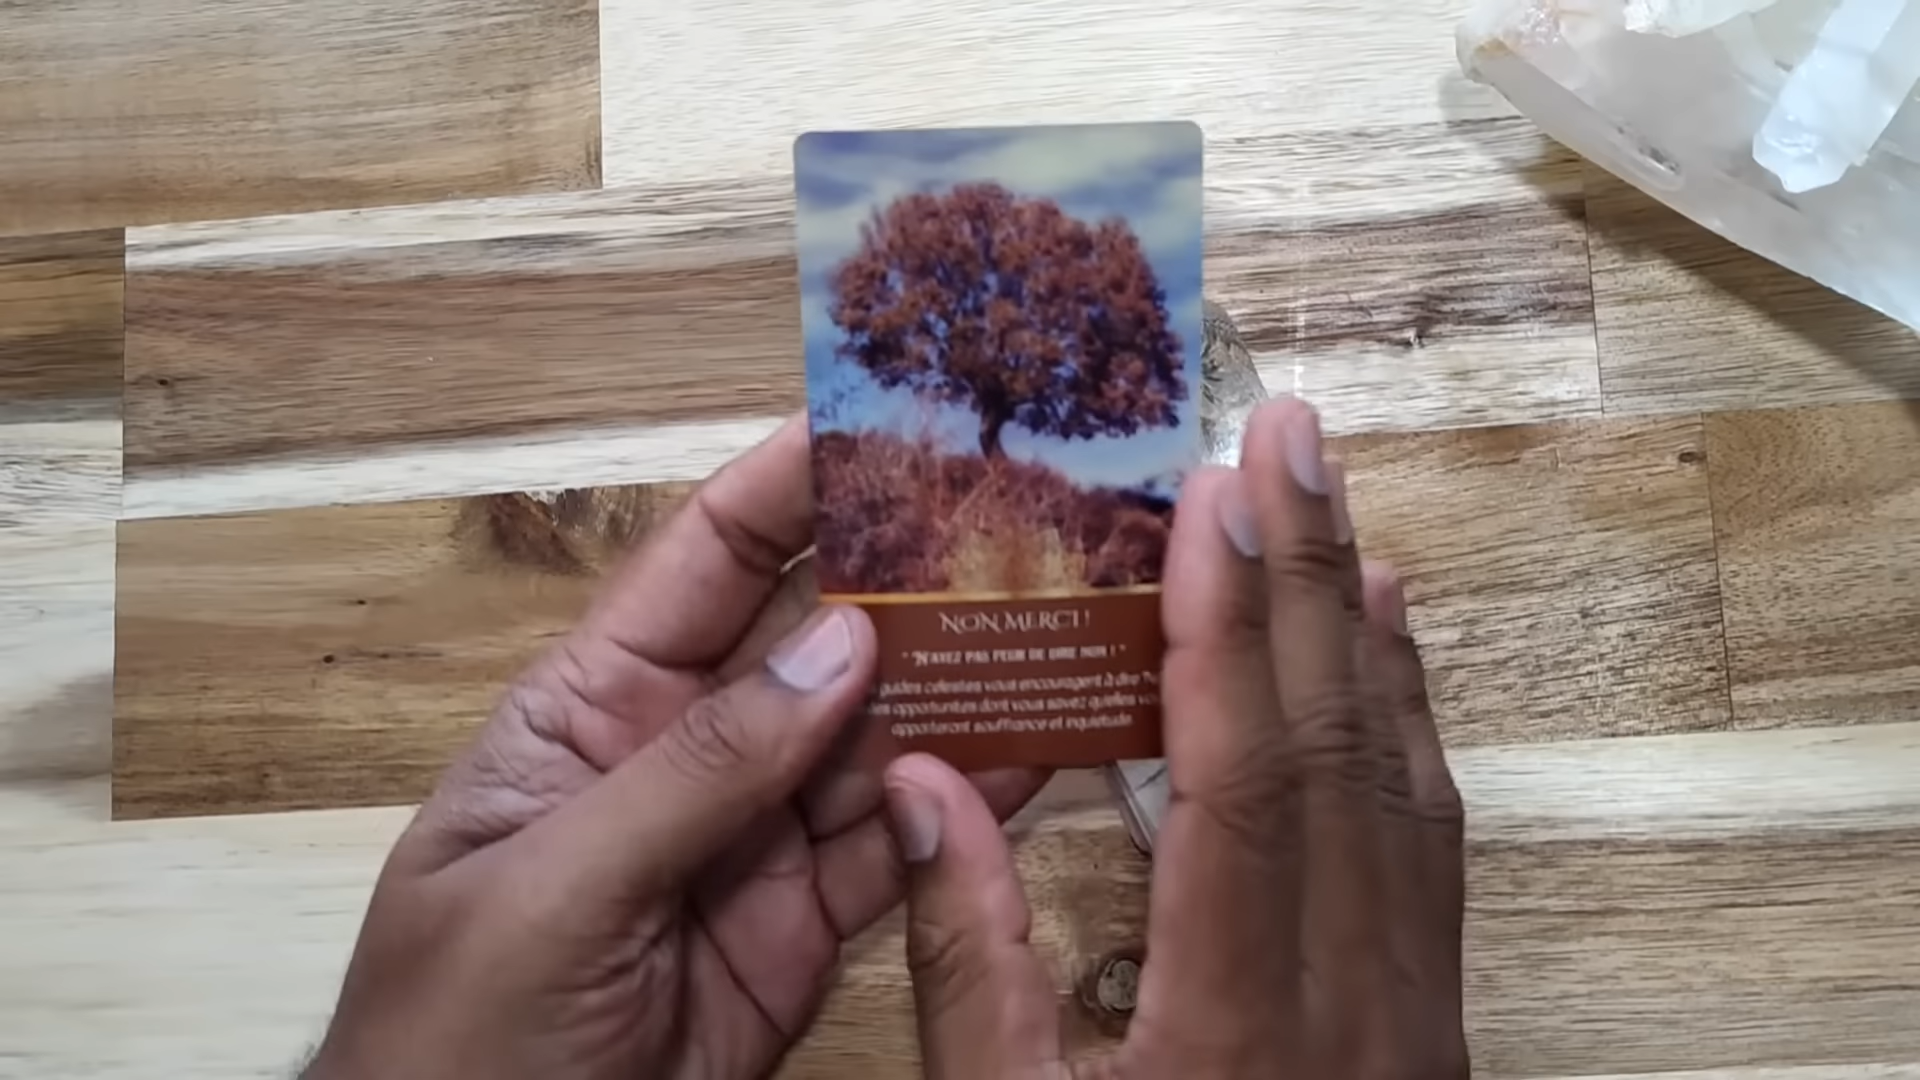 NON MERCI !
" N'AYEZ PAS PEUR DE DIRE NON ! "
guides célestes vous encouragent à dire
des opportunités dont vous savez qu'elles
apporteront souffrance et inquiétude.